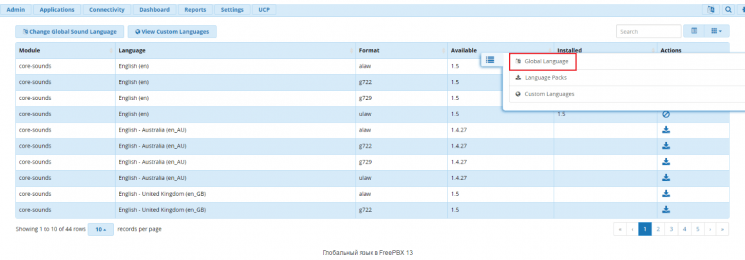 Admin Applications Connectivity Dashboard Reports Settings UCP
Change Global Sound Language View Custom Languages Search
Module Language Format Available Installed Actions
Global Language
Language Packs
Custom Languages
core-sounds English (en) alaw 1.5
core-sounds English (en) g722 1.5
core-sounds English (en) g729 1.5
core-sounds English (en) ulaw 1.5 1.5
core-sounds English - Australia (en_AU) alaw 1.4.27
core-sounds English - Australia (en_AU) g722 1.4.27
core-sounds English - Australia (en_AU) g729 1.4.27
core-sounds English - Australia (en_AU) ulaw 1.4.27
core-sounds English - United Kingdom (en_GB) alaw 1.5
core-sounds English - United Kingdom (en_GB) g722 1.5
Showing 1 to 10 of 44 rows 10 records per page « ‹ 1 2 3 4 5 › »
Глобальный язык в FreePBX 13